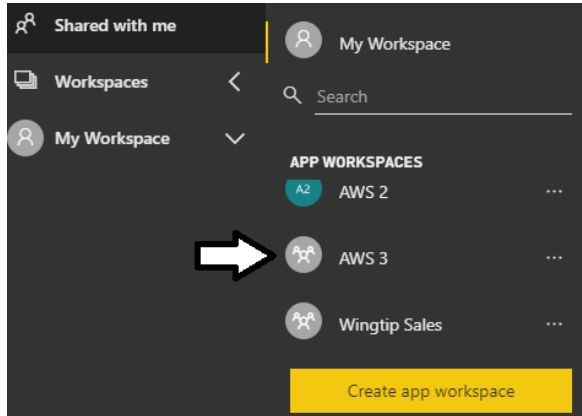 Shared with me
Workspaces
My Workspace
My Workspace
Search
APP WORKSPACES
A2 AWS 2 ...
AWS 3 ...
Wingtip Sales ...
Create app workspace